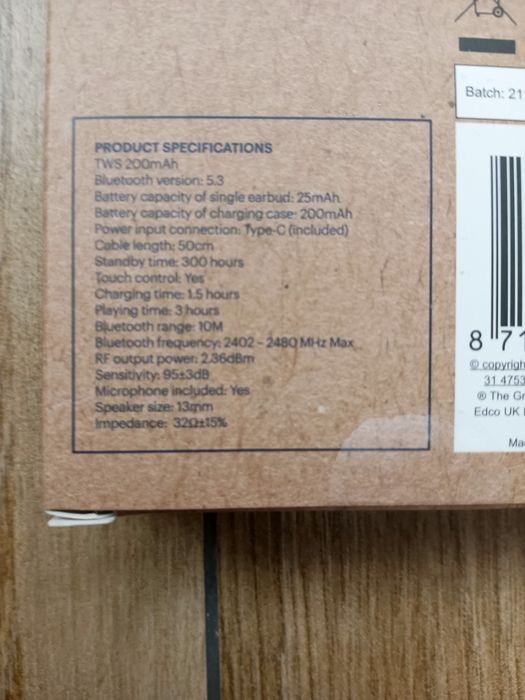 PRODUCT SPECIFICATIONS
TWS 200mAh
Bluetooth version: 5.3
Battery capacity of single earbud: 25mAh
Battery capacity of charging case: 200mAh
Power input connection: Type-C (included)
Cable length: 50cm
Standby time: 300 hours
Touch control: Yes
Charging time: 1.5 hours
Playing time: 3 hours
Bluetooth range: 10M
Bluetooth frequency: 2402 - 2480 MHz Max
RF output power: 2.36dBm
Sensitivity: 95±3dB
Microphone included: Yes
Speaker size: 13mm
Impedance: 32Ω±15%
Batch: 21
8 71
© copyrigh
31 4753
® The Gr
Edco UK
Ma